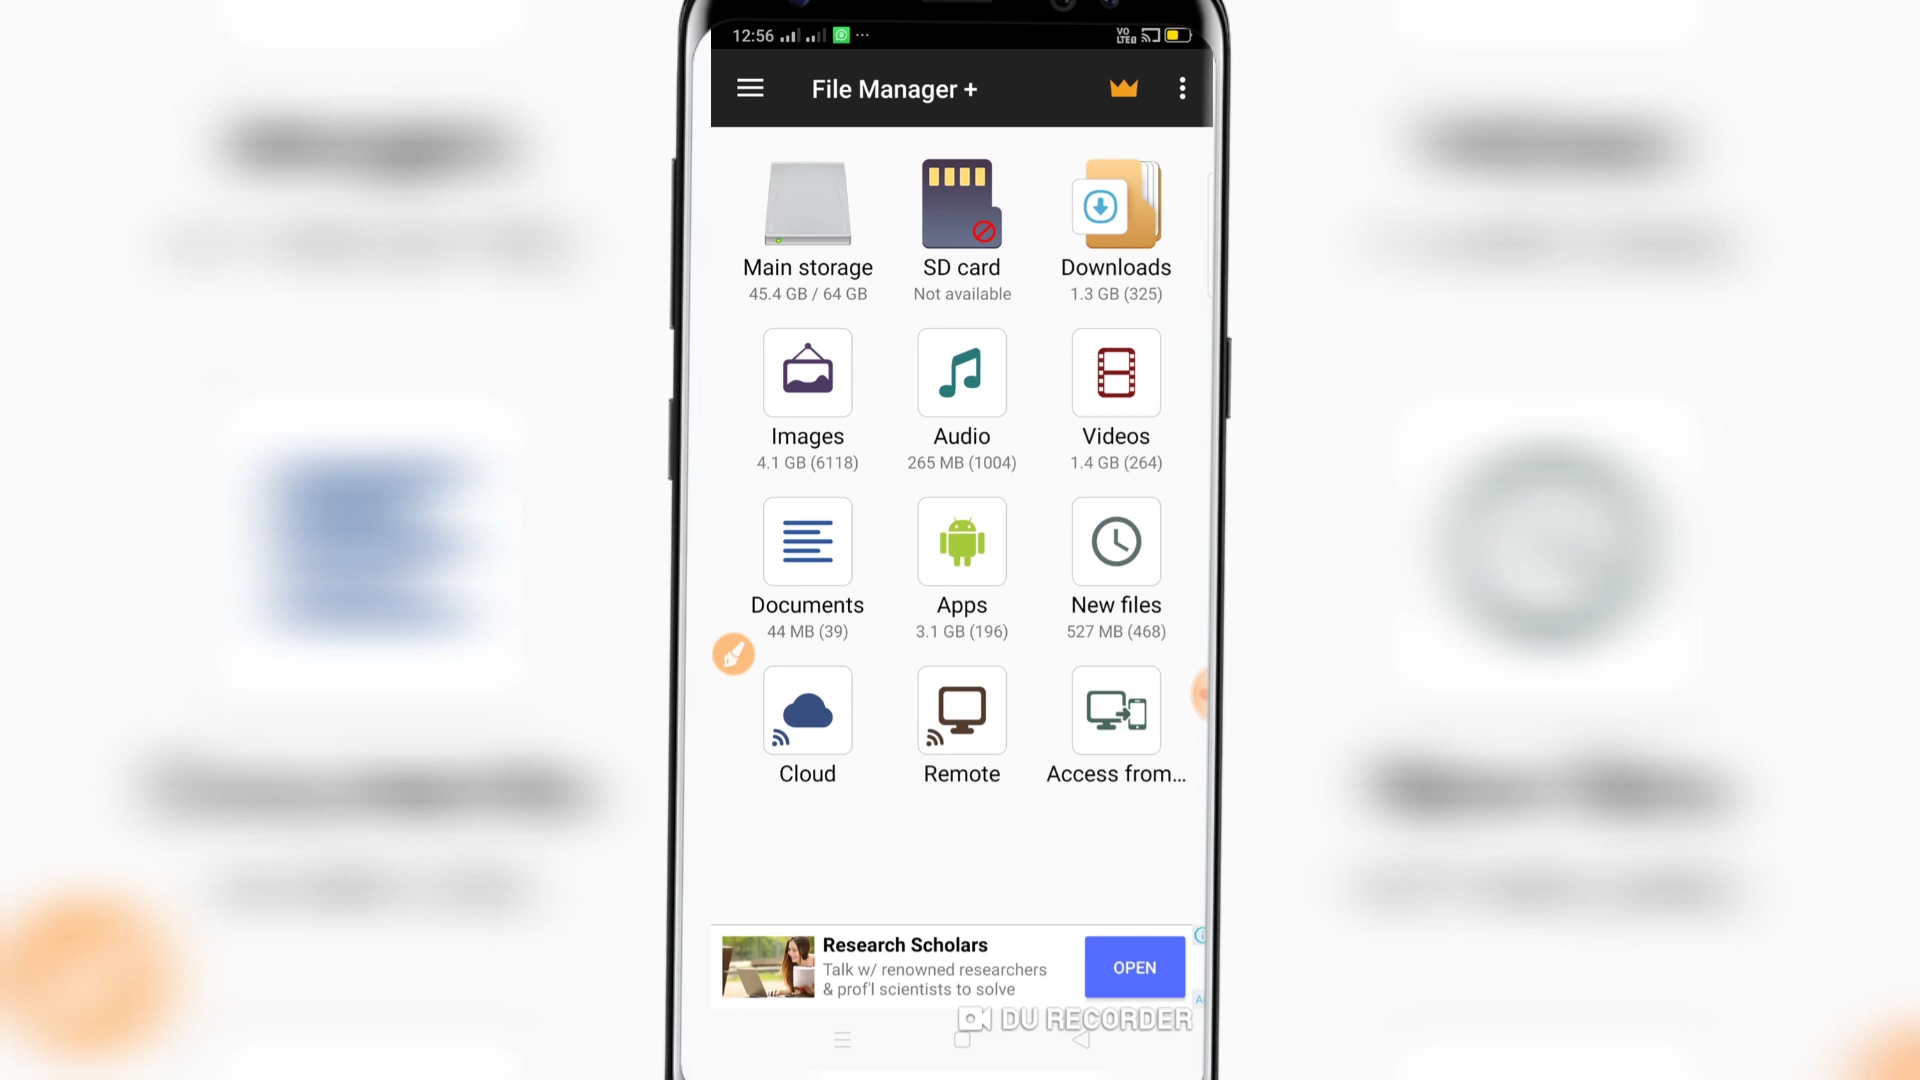 12:56
VO
LTE
File Manager +
Main storage
45.4 GB / 64 GB
SD card
Not available
Downloads
1.3 GB (325)
Images
4.1 GB (6118)
Audio
265 MB (1004)
Videos
1.4 GB (264)
Documents
44 MB (39)
Apps
3.1 GB (196)
New files
527 MB (468)
Cloud
Remote
Access from...
Research Scholars
Talk w/ renowned researchers
& prof'l scientists to solve
OPEN
DU RECORDER